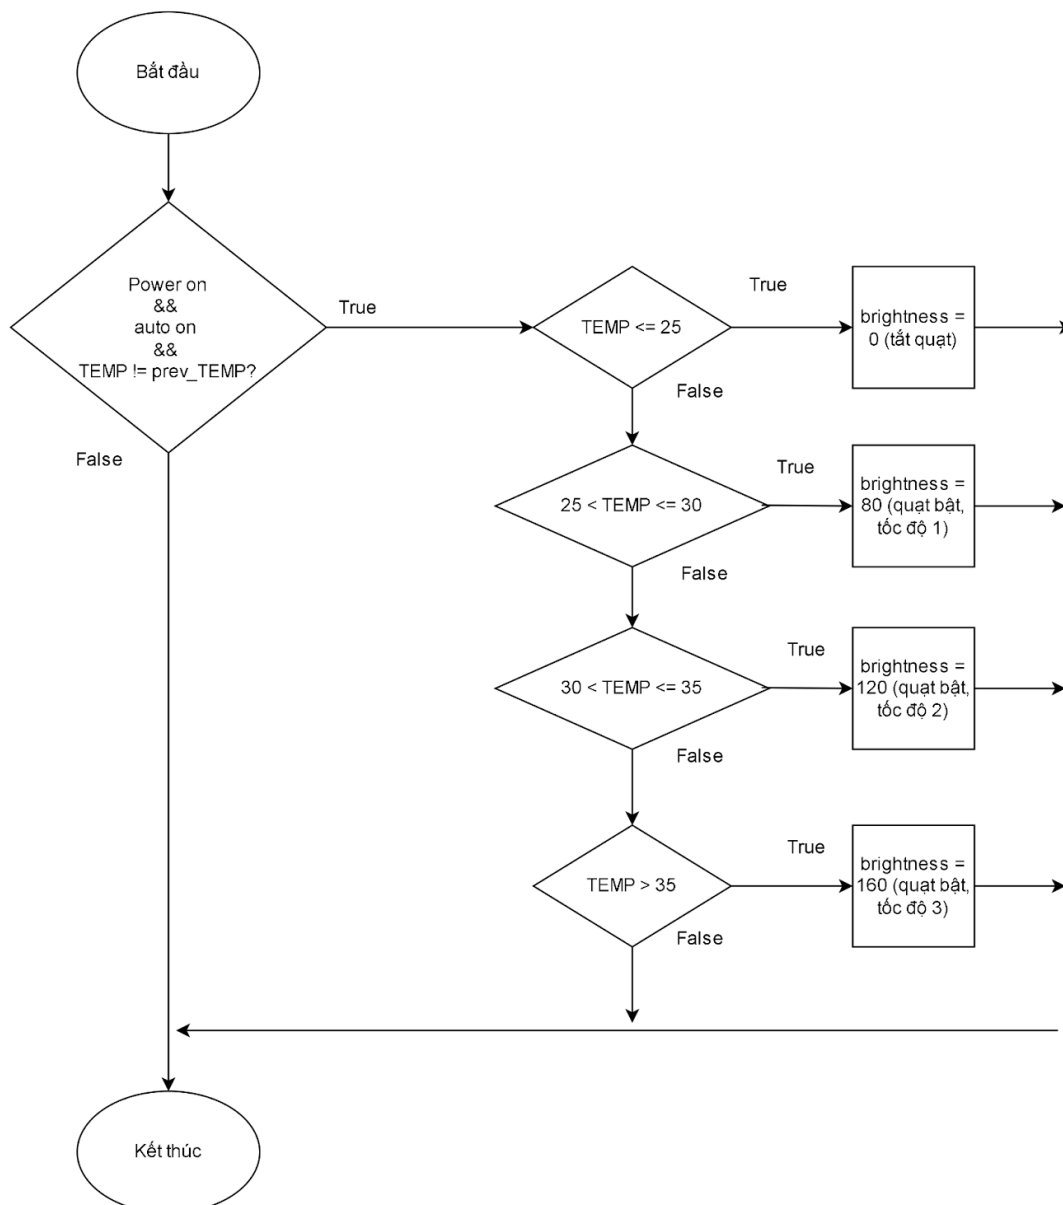 Bắt đầu
Power on
&&
auto on
&&
TEMP != prev_TEMP?
True
False
TEMP <= 25
True
False
brightness =
0 (tắt quạt)
25 < TEMP <= 30
True
False
brightness =
80 (quạt bật,
tốc độ 1)
30 < TEMP <= 35
True
False
brightness =
120 (quạt bật,
tốc độ 2)
TEMP > 35
True
False
brightness =
160 (quạt bật,
tốc độ 3)
Kết thúc